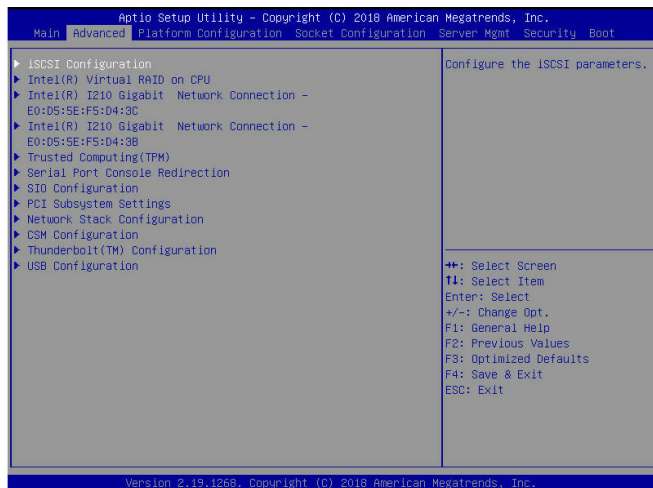 Aptio Setup Utility – Copyright (C) 2018 American Megatrends, Inc.
Main Advanced Platform Configuration Socket Configuration Server Mgmt Security Boot
iSCSI Configuration
Intel(R) Virtual RAID on CPU
Intel(R) I210 Gigabit Network Connection –
E0:D5:5E:F5:D4:3C
Intel(R) I210 Gigabit Network Connection –
E0:D5:5E:F5:D4:3B
Trusted Computing(TPM)
Serial Port Console Redirection
SIO Configuration
PCI Subsystem Settings
Network Stack Configuration
CSM Configuration
Thunderbolt(TM) Configuration
USB Configuration
Configure the iSCSI parameters.
→←: Select Screen
↑↓: Select Item
Enter: Select
+/-: Change Opt.
F1: General Help
F2: Previous Values
F3: Optimized Defaults
F4: Save & Exit
ESC: Exit
Version 2.19.1268. Copyright (C) 2018 American Megatrends, Inc.